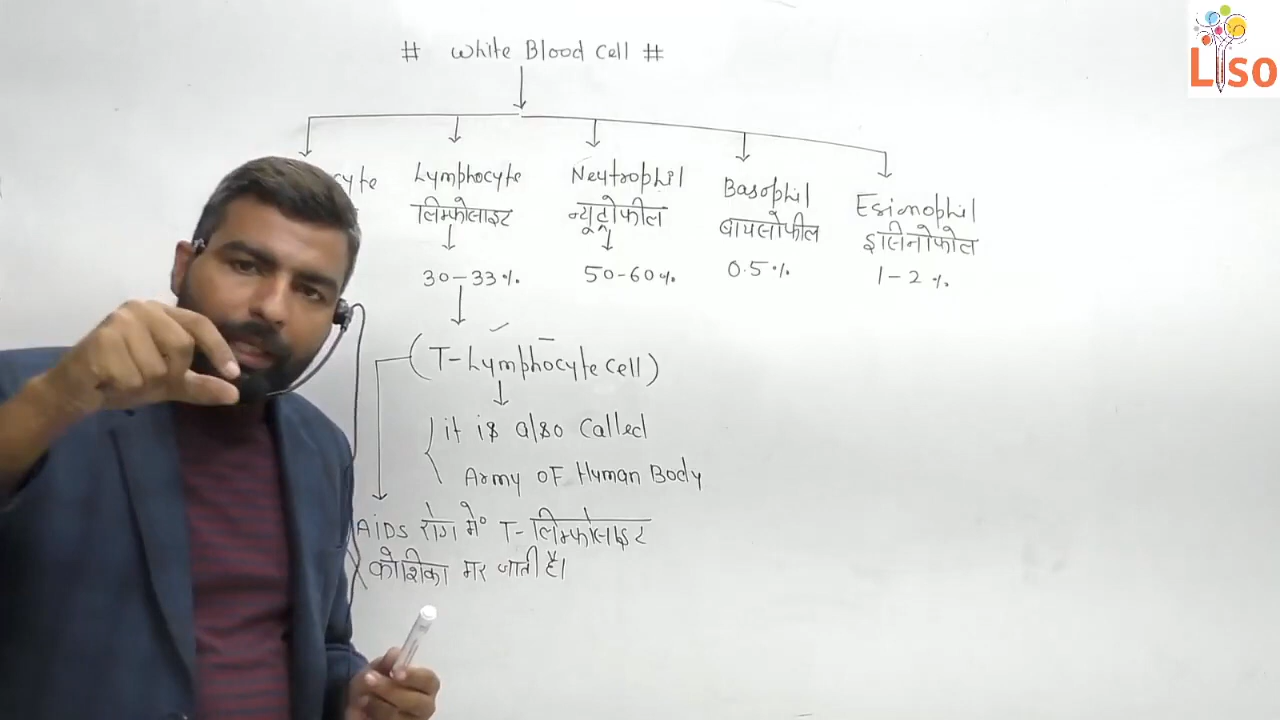 # White Blood Cell #
cyte
Lymphocyte
Neutrophil
Basophil
Esinophil
लिम्फोसाइट
न्यूट्रोफील
बायसोफील
इसिनोफोल
30-33%
50-60%
0.5%
1-2%
(T-Lymphocyte cell)
it is also called
Army OF Human Body
AIDS रोग में T-लिम्फोसाइट
कोशिका मर जाती है।
Liso